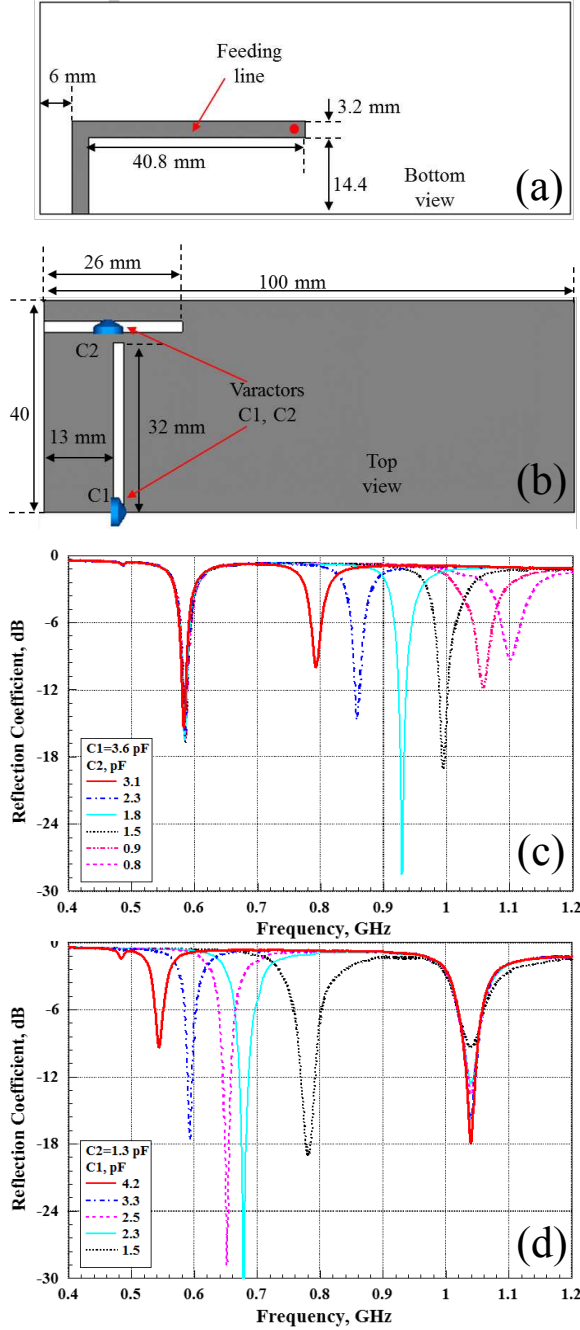 6 mm
Feeding
line
3.2 mm
40.8 mm
14.4
Bottom
view
(a)
26 mm
100 mm
C2
40
Varactors
C1, C2
32 mm
13 mm
C1
Top
view
(b)
Reflection Coefficient, dB
0
-6
-12
-18
-24
-30
C1=3.6 pF
C2, pF
3.1
2.3
1.8
1.5
0.9
0.8
(c)
0.4 0.5 0.6 0.7 0.8 0.9 1 1.1 1.2
Frequency, GHz
Reflection Coefficient, dB
0
-6
-12
-18
-24
-30
C2=1.3 pF
C1, pF
4.2
3.3
2.5
2.3
1.5
(d)
0.4 0.5 0.6 0.7 0.8 0.9 1 1.1 1.2
Frequency, GHz